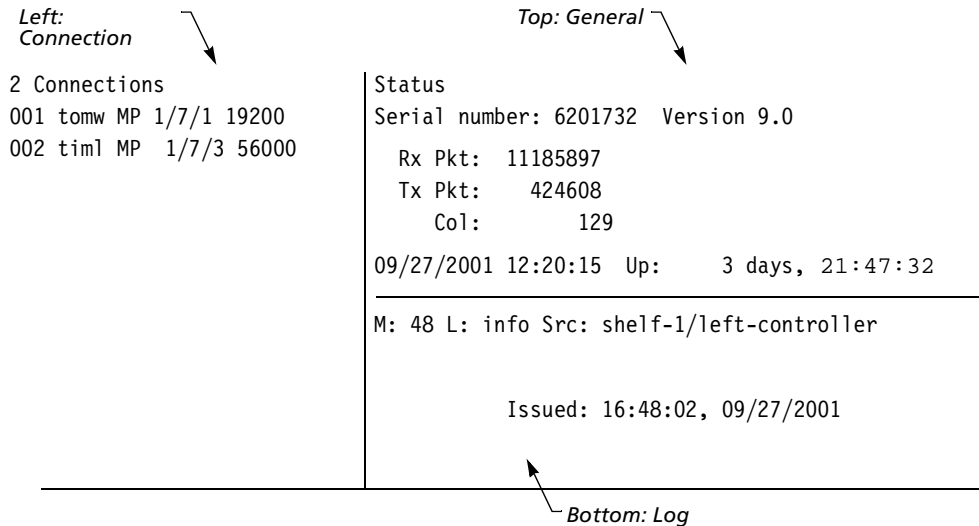 Left:
Connection
Top: General
2 Connections
001 tomw MP 1/7/1 19200
002 timl MP 1/7/3 56000
Status
Serial number: 6201732 Version 9.0
Rx Pkt: 11185897
Tx Pkt: 424608
Col: 129
09/27/2001 12:20:15 Up: 3 days, 21:47:32
M: 48 L: info Src: shelf-1/left-controller
Issued: 16:48:02, 09/27/2001
Bottom: Log